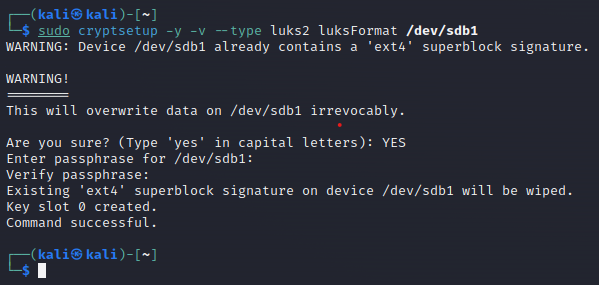 ┌──(kali㉿kali)-[~]
└─$ sudo cryptsetup -y -v --type luks2 luksFormat /dev/sdb1
WARNING: Device /dev/sdb1 already contains a 'ext4' superblock signature.
WARNING!
========
This will overwrite data on /dev/sdb1 irrevocably.
Are you sure? (Type 'yes' in capital letters): YES
Enter passphrase for /dev/sdb1:
Verify passphrase:
Existing 'ext4' superblock signature on device /dev/sdb1 will be wiped.
Key slot 0 created.
Command successful.
┌──(kali㉿kali)-[~]
└─$